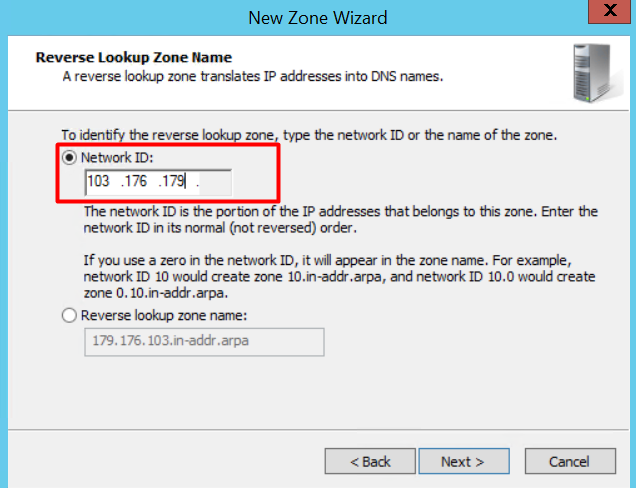 New Zone Wizard
X
Reverse Lookup Zone Name
A reverse lookup zone translates IP addresses into DNS names.
To identify the reverse lookup zone, type the network ID or the name of the zone.
Network ID:
103 .176 .179 .
The network ID is the portion of the IP addresses that belongs to this zone. Enter the
network ID in its normal (not reversed) order.
If you use a zero in the network ID, it will appear in the zone name. For example,
network ID 10 would create zone 10.in-addr.arpa, and network ID 10.0 would create
zone 0.10.in-addr.arpa.
Reverse lookup zone name:
179.176.103.in-addr.arpa
< Back
Next >
Cancel